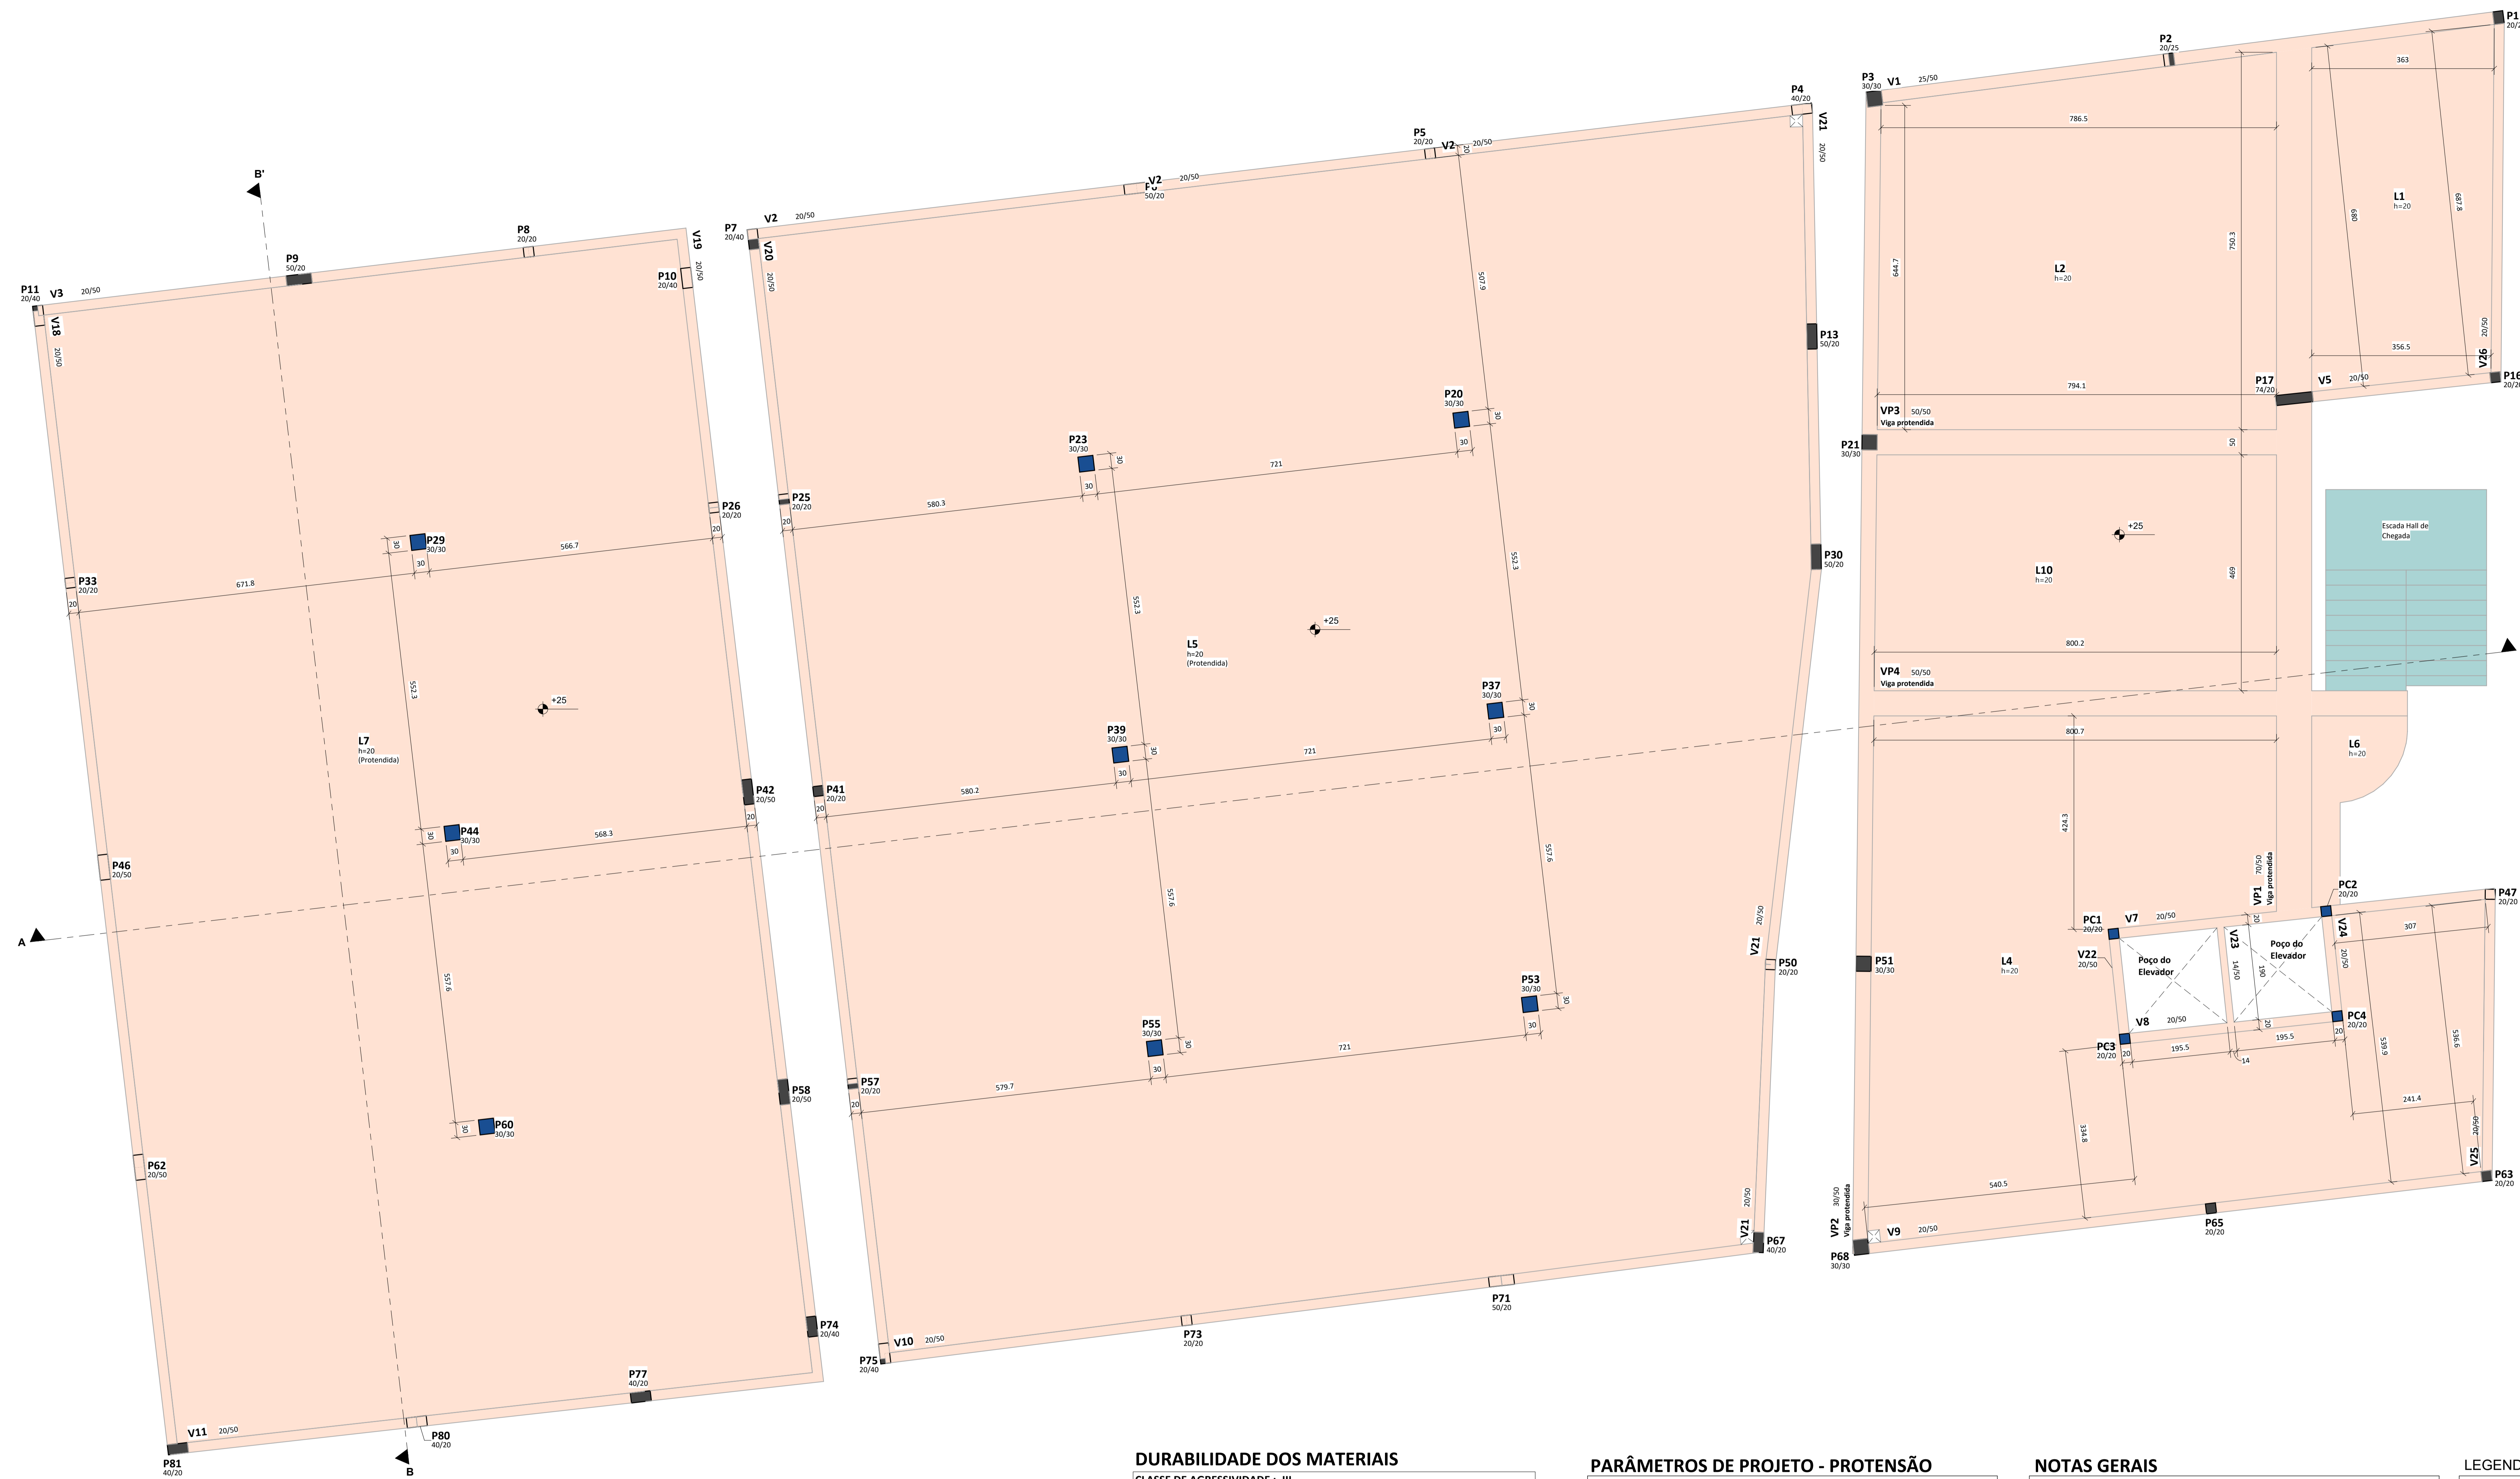 B'
P11
20/40
V3
20/50
V18
20/50
P9
50/20
P8
20/20
V19
20/50
P10
20/40
P29
30/30
30
30
566.7
671.8
P26
20/20
20
P33
20/20
20
552.3
+25
L7
h=20
(Protendida)
P42
20/50
20
P44
30/30
30
30
568.3
P46
20/50
A
557.6
P60
30/30
30
P58
20/50
P62
20/50
P74
20/40
P77
40/20
V11
20/50
P81
40/20
P80
40/20
B
P7
20/40
V2
20/50
V20
20/50
V2
20/50
50/20
P5
20/20
V2
20/50
20
P4
40/20
V21
20/50
507.9
P13
50/20
P20
30/30
30
30
P23
30/30
30
30
721
580.3
P25
20/20
20
552.3
552.3
P30
50/20
+25
L5
h=20
(Protendida)
P37
30/30
30
30
P39
30/30
30
30
721
580.2
P41
20/20
20
557.6
557.6
20/50
V21
P50
20/20
P53
30/30
30
30
P55
30/30
30
30
721
579.7
P57
20/20
20
20/50
V21
P67
40/20
P71
50/20
P73
20/20
V10
20/50
P75
20/40
P3
30/30
V1
25/50
P2
20/25
P1
363
786.5
680
687.8
L1
h=20
750.3
644.7
L2
h=20
20/50
V26
356.5
P16
20/20
P17
74/20
V5
20/50
794.1
VP3
50/50
Viga protendida
P21
30/30
50
Escada Hall de
Chegada
+25
L10
h=20
469
800.2
VP4
50/50
Viga protendida
800.7
L6
h=20
424.3
VP1
70/50
Viga protendida
PC2
20/20
P47
20/20
PC1
20/20
V7
20/50
20
V24
20/50
307
V23
14/50
190
Poço do
Elevador
Poço do
Elevador
V22
20/50
P51
30/30
L4
h=20
V8
20/50
20
PC4
20/20
20
PC3
20/20
20
195.5
14
195.5
539.9
536.6
241.4
334.8
20/50
V25
540.5
P63
20/20
VP2
30/50
Viga protendida
V9
20/50
P65
20/20
P68
30/30
DURABILIDADE DOS MATERIAIS
CLASSE DE AGRESSIVIDADE : III
PARÂMETROS DE PROJETO - PROTENSÃO
NOTAS GERAIS